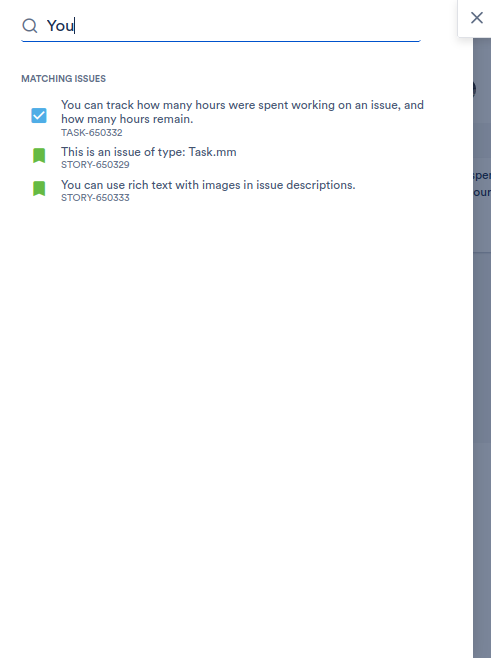 You
MATCHING ISSUES
You can track how many hours were spent working on an issue, and
how many hours remain.
TASK-650332
This is an issue of type: Task.mm
STORY-650329
You can use rich text with images in issue descriptions.
STORY-650333